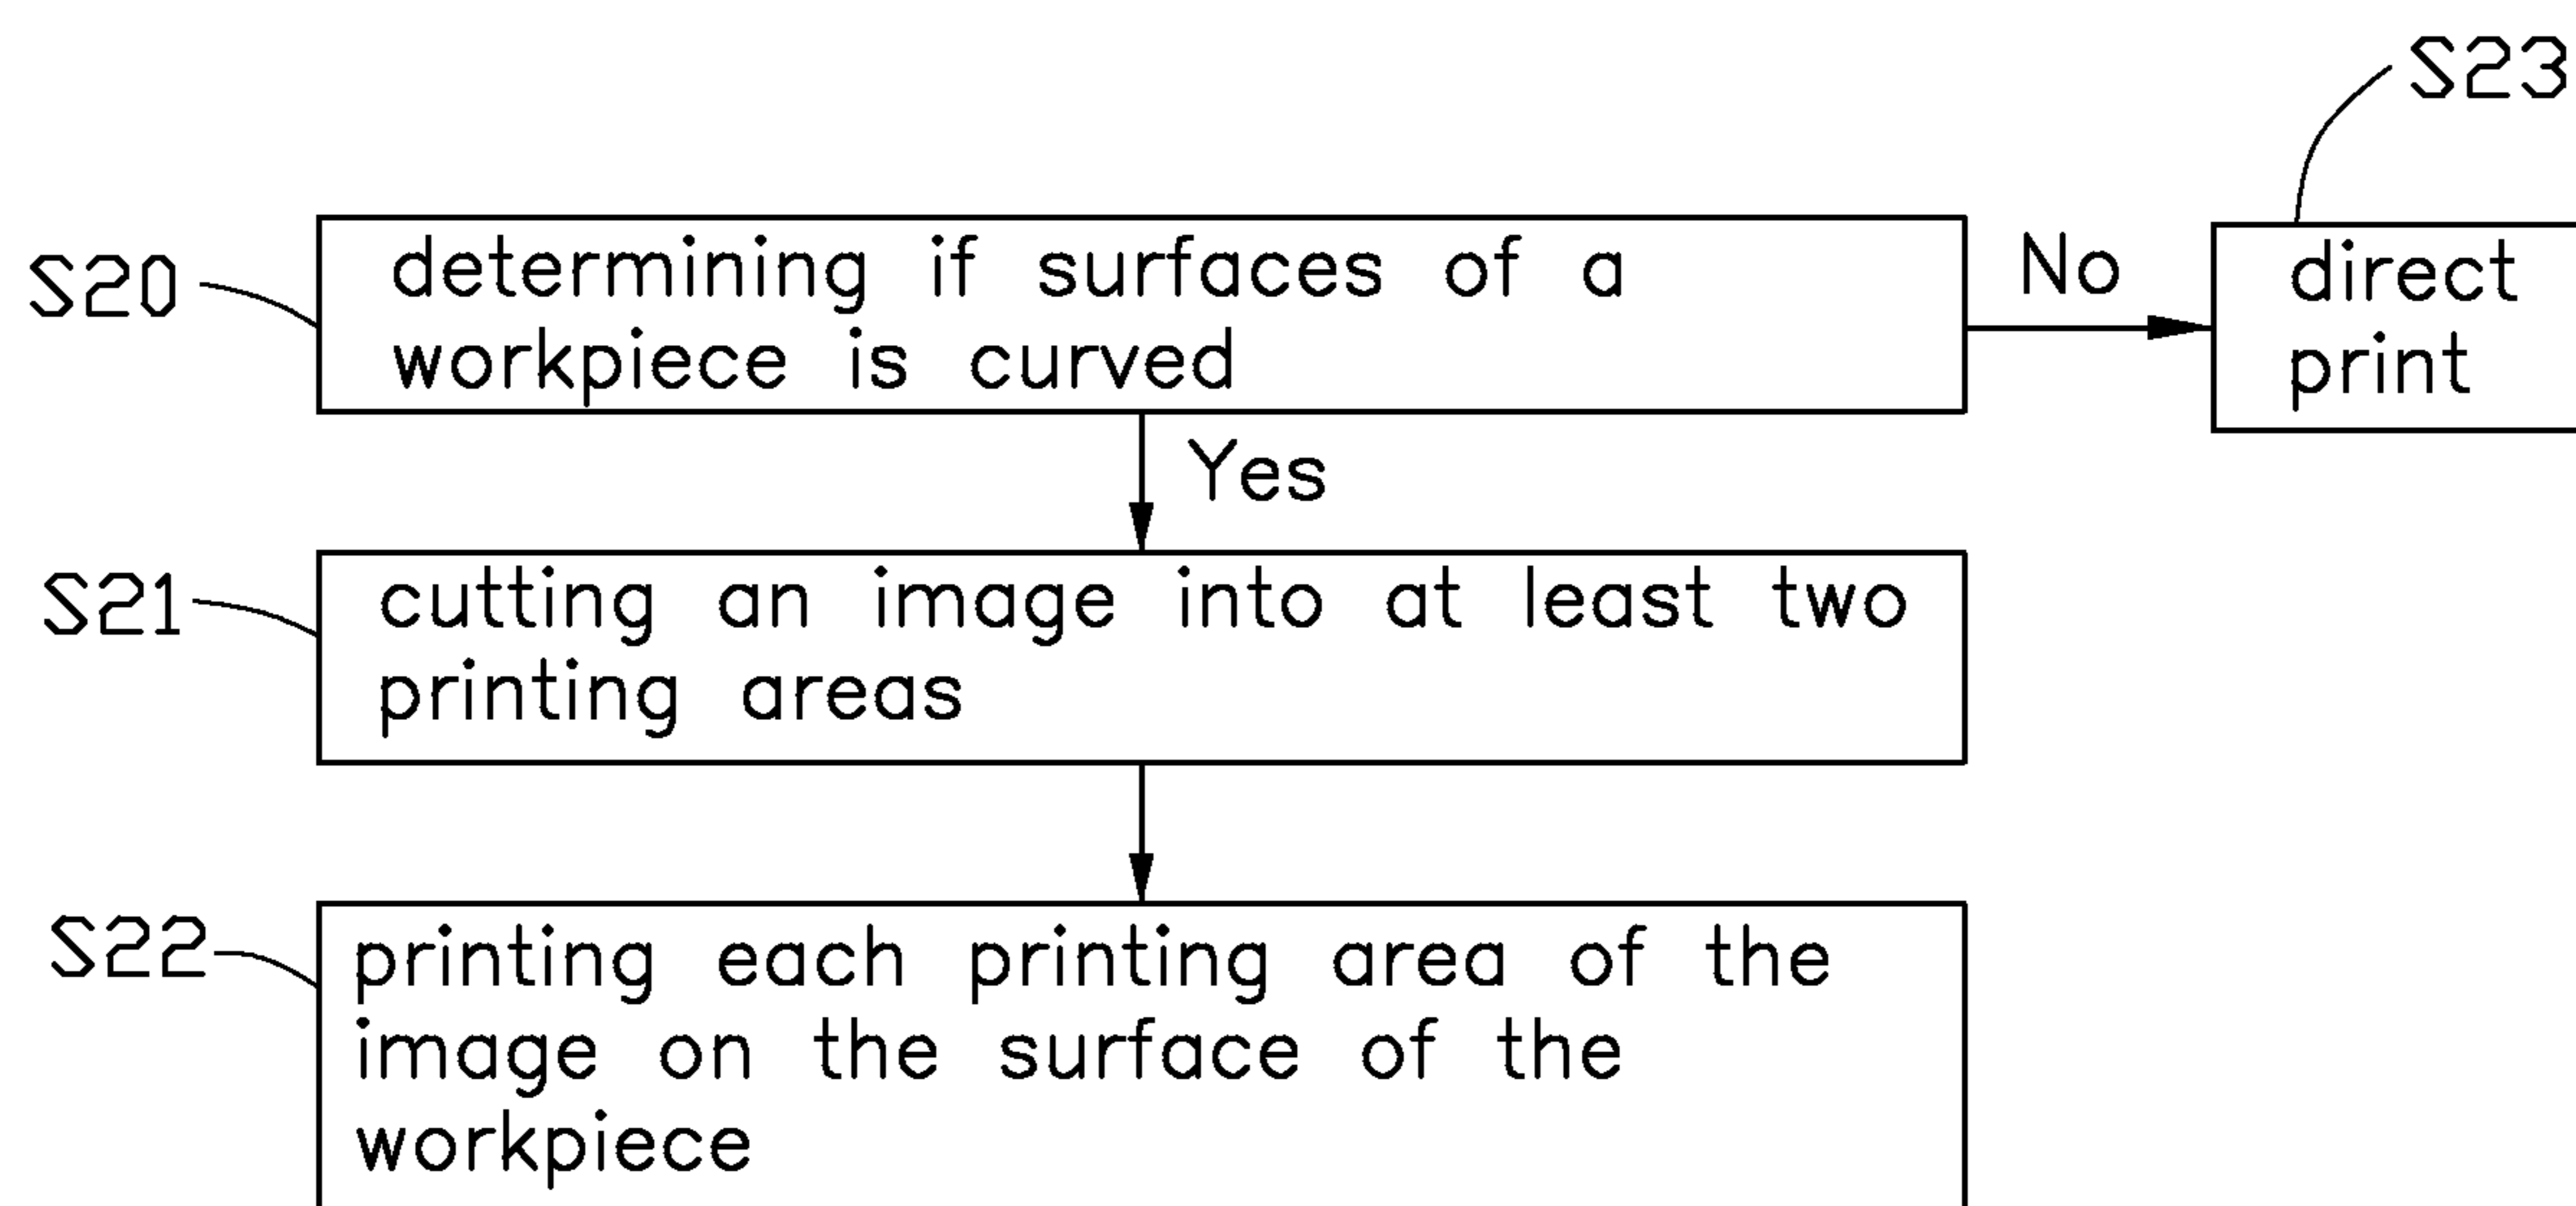 S23
S20
determining if surfaces of a
workpiece is curved
No
direct
print
Yes
S21
cutting an image into at least two
printing areas
S22
printing each printing area of the
image on the surface of the
workpiece